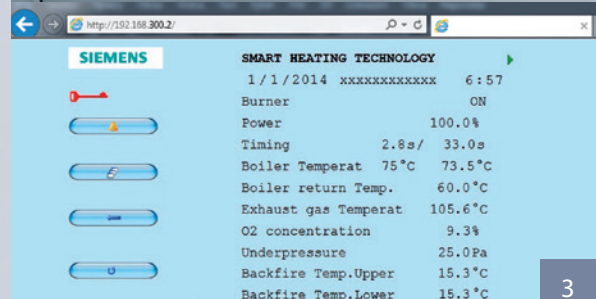 http://192.168.300.2/
SIEMENS
SMART HEATING TECHNOLOGY
1/1/2014 xxxxxxxxxxxx 6:57
Burner ON
Power 100.0%
Timing 2.8s/ 33.0s
Boiler Temperat 75°C 73.5°C
Boiler return Temp. 60.0°C
Exhaust gas Temperat 105.6°C
O2 concentration 9.3%
Underpressure 25.0Pa
Backfire Temp.Upper 15.3°C
Backfire Temp.Lower 15.3°C
3